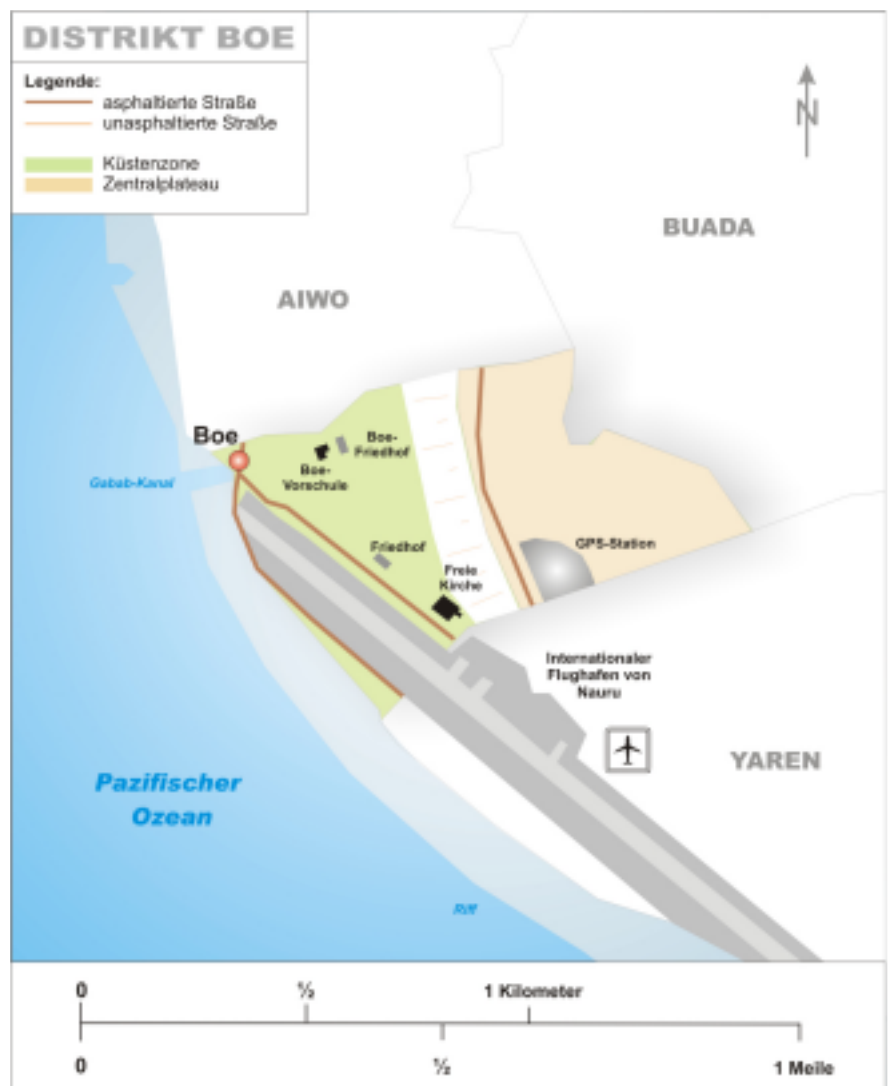 DISTRIKT BOE
Legende:
asphaltierte Straße
unasphaltierte Straße
Küstenzone
Zentralplateau
N
BUADA
AIWO
Boe
Boe-
Friedhof
Boe-
Vorschule
Gabab-Kanal
GPS-Station
Friedhof
Freie
Kirche
Internationaler
Flughafen von
Nauru
YAREN
Pazifischer
Ozean
Riff
0 ½ 1 Kilometer
0 ½ 1 Meile